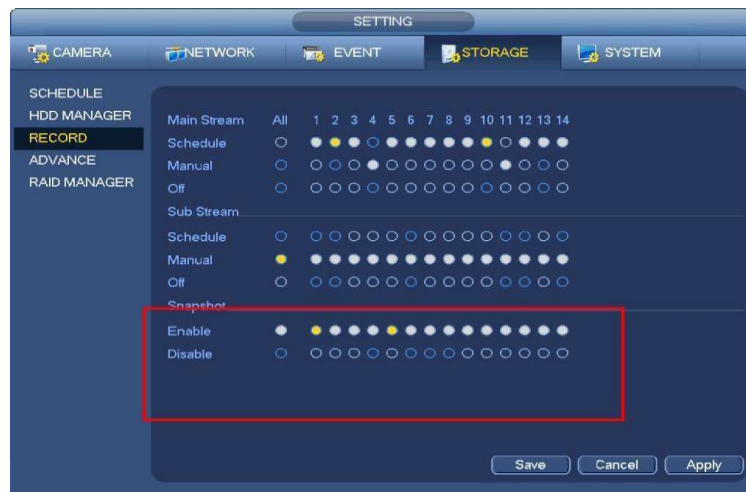 SETTING
CAMERA NETWORK EVENT STORAGE SYSTEM
SCHEDULE
HDD MANAGER
RECORD
ADVANCE
RAID MANAGER
Main Stream All 1 2 3 4 5 6 7 8 9 10 11 12 13 14
Schedule
Manual
Off
Sub Stream
Schedule
Manual
Off
Snapshot
Enable
Disable
Save Cancel Apply